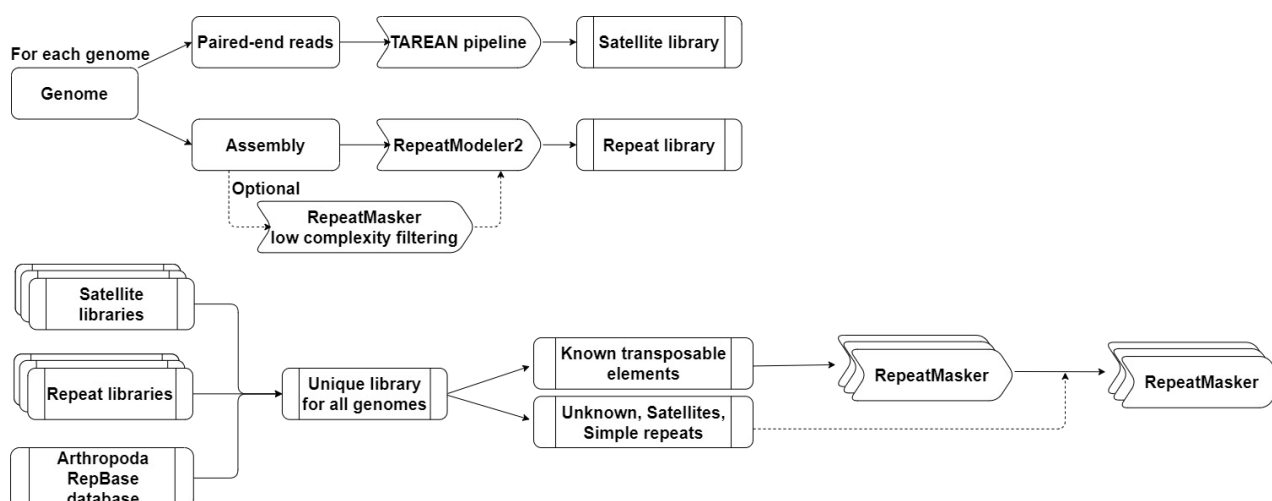 For each genome
Genome
Paired-end reads
TAREAN pipeline
Satellite library
Assembly
RepeatModeler2
Repeat library
Optional
RepeatMasker
low complexity filtering
Satellite
libraries
Repeat libraries
Arthropoda
RepBase
database
Unique library
for all genomes
Known transposable
elements
Unknown, Satellites,
Simple repeats
RepeatMasker
RepeatMasker